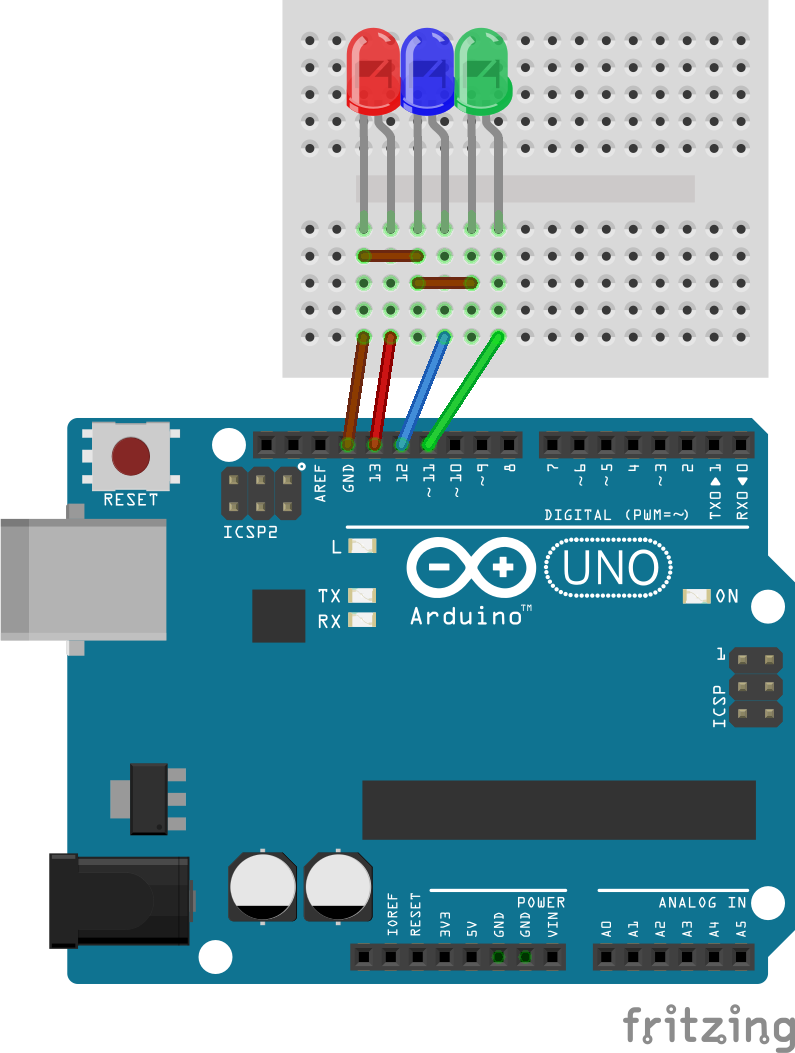 RESET
ICSP2
AREF
GND
13
12
~11
~10
~9
8
7
~6
~5
4
~3
2
TX0▶1
RX0◀0
DIGITAL (PWM=~)
L
TX
RX
Arduino™
UNO
ON
1
ICSP
IOREF
RESET
3V3
5V
GND
GND
VIN
POWER
A0
A1
A2
A3
A4
A5
ANALOG IN
fritzing